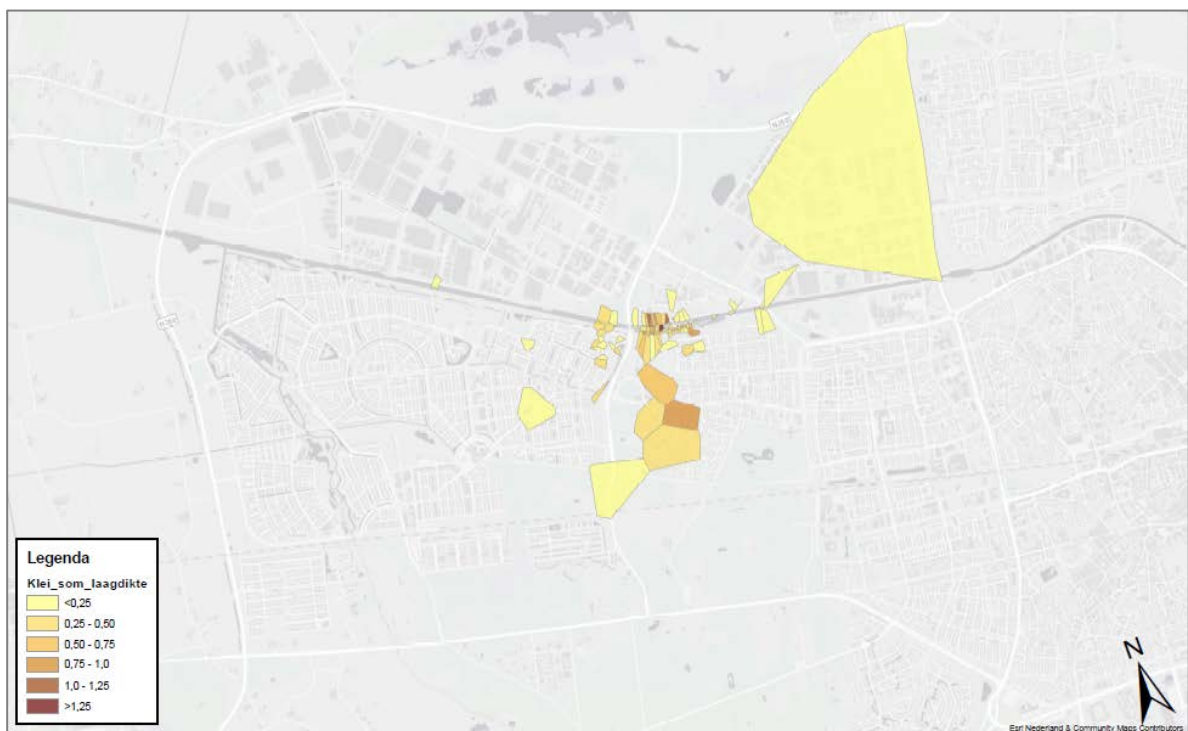 Legenda
Klei_som_laagdikte
<0,25
0,25 - 0,50
0,50 - 0,75
0,75 - 1,0
1,0 - 1,25
>1,25
N
Esri Nederland & Community Maps Contributors